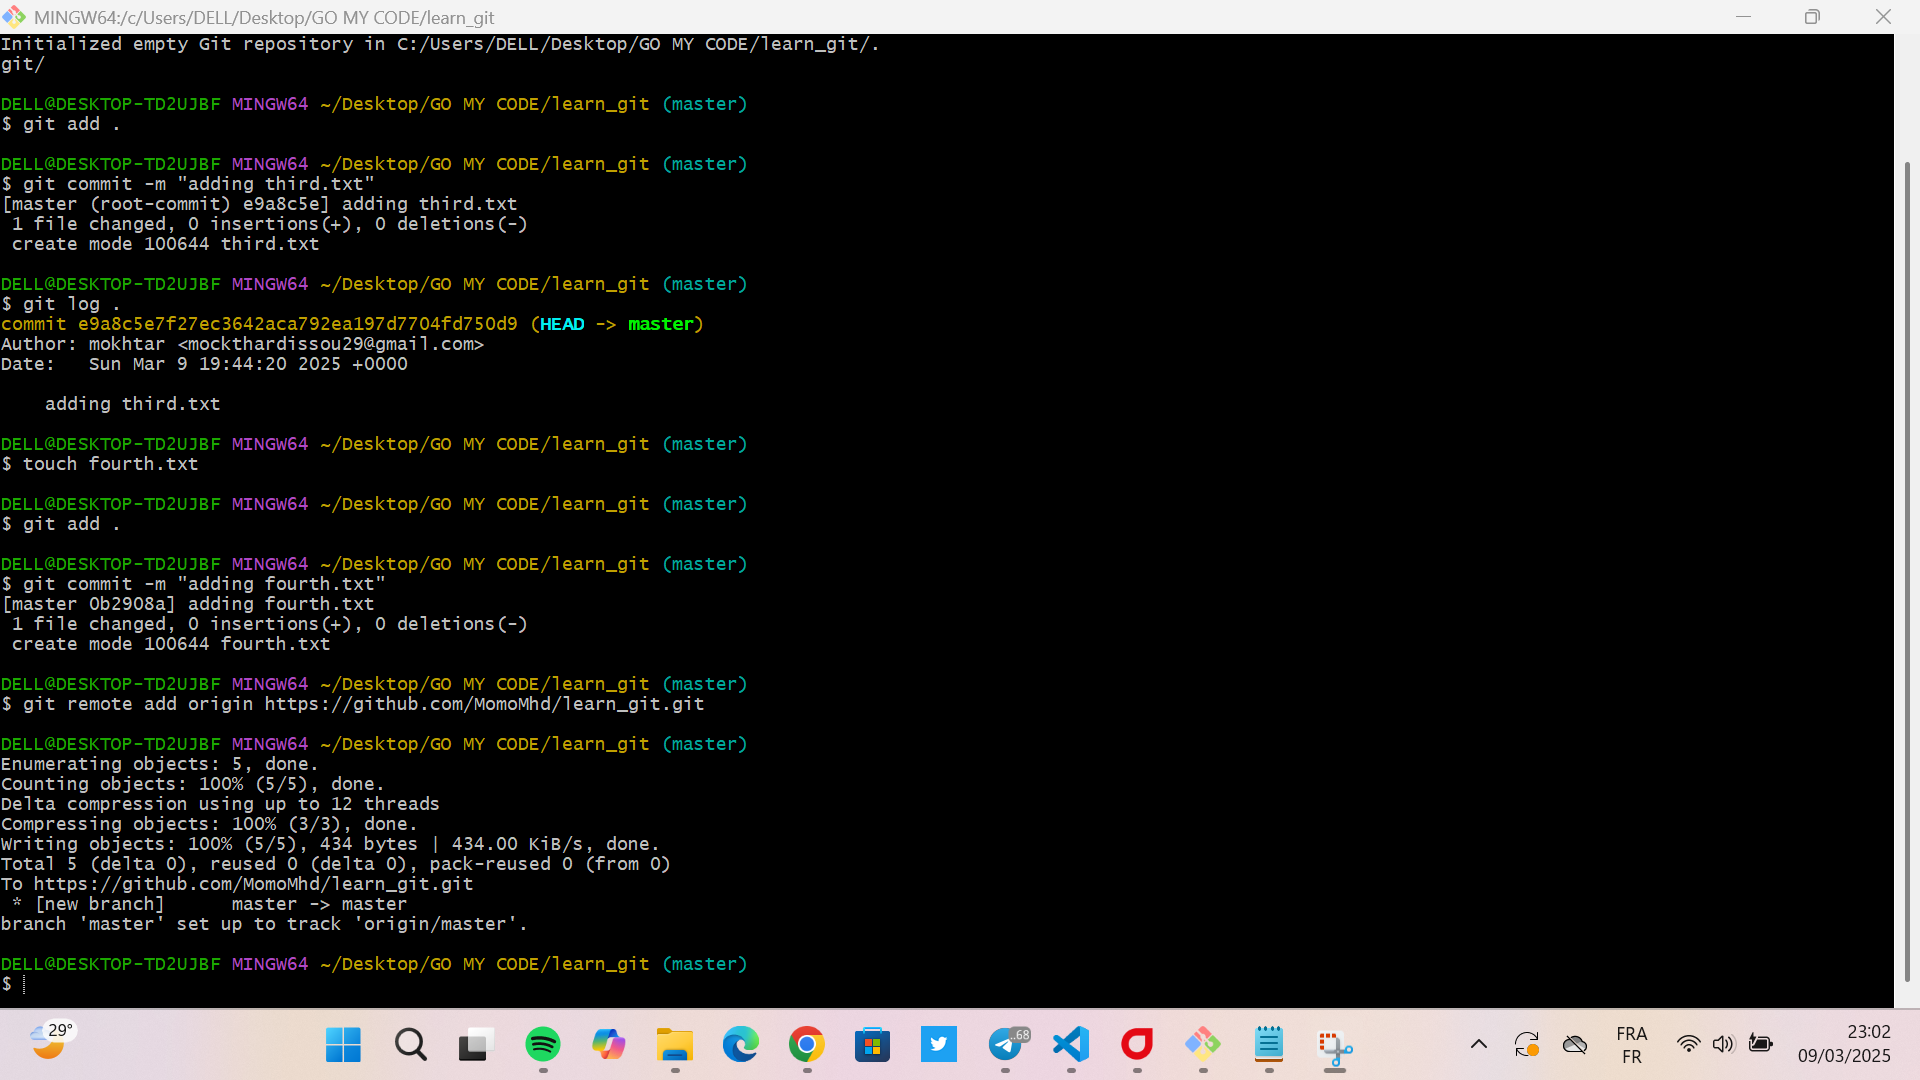 MINGW64:/c/Users/DELL/Desktop/GO MY CODE/learn_git
Initialized empty Git repository in C:/Users/DELL/Desktop/GO MY CODE/learn_git/.
git/
DELL@DESKTOP-TD2UJBF MINGW64 ~/Desktop/GO MY CODE/learn_git (master)
$ git add .
DELL@DESKTOP-TD2UJBF MINGW64 ~/Desktop/GO MY CODE/learn_git (master)
$ git commit -m "adding third.txt"
[master (root-commit) e9a8c5e] adding third.txt
1 file changed, 0 insertions(+), 0 deletions(-)
create mode 100644 third.txt
DELL@DESKTOP-TD2UJBF MINGW64 ~/Desktop/GO MY CODE/learn_git (master)
$ git log .
commit e9a8c5e7f27ec3642aca792ea197d7704fd750d9 (HEAD -> master)
Author: mokhtar <mockthardissou29@gmail.com>
Date:   Sun Mar 9 19:44:20 2025 +0000
adding third.txt
DELL@DESKTOP-TD2UJBF MINGW64 ~/Desktop/GO MY CODE/learn_git (master)
$ touch fourth.txt
DELL@DESKTOP-TD2UJBF MINGW64 ~/Desktop/GO MY CODE/learn_git (master)
$ git add .
DELL@DESKTOP-TD2UJBF MINGW64 ~/Desktop/GO MY CODE/learn_git (master)
$ git commit -m "adding fourth.txt"
[master 0b2908a] adding fourth.txt
1 file changed, 0 insertions(+), 0 deletions(-)
create mode 100644 fourth.txt
DELL@DESKTOP-TD2UJBF MINGW64 ~/Desktop/GO MY CODE/learn_git (master)
$ git remote add origin https://github.com/MomoMhd/learn_git.git
DELL@DESKTOP-TD2UJBF MINGW64 ~/Desktop/GO MY CODE/learn_git (master)
Enumerating objects: 5, done.
Counting objects: 100% (5/5), done.
Delta compression using up to 12 threads
Compressing objects: 100% (3/3), done.
Writing objects: 100% (5/5), 434 bytes | 434.00 KiB/s, done.
Total 5 (delta 0), reused 0 (delta 0), pack-reused 0 (from 0)
To https://github.com/MomoMhd/learn_git.git
* [new branch]      master -> master
branch 'master' set up to track 'origin/master'.
DELL@DESKTOP-TD2UJBF MINGW64 ~/Desktop/GO MY CODE/learn_git (master)
$
29°
..68
FRA
FR
23:02
09/03/2025